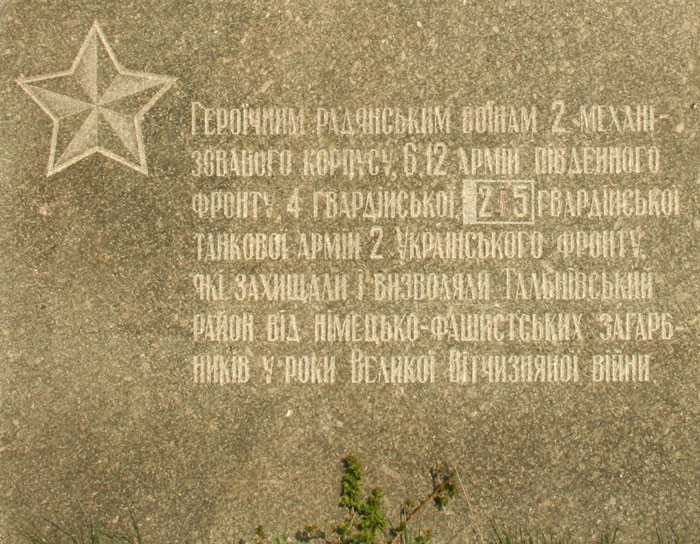 Героїчним радянським воїнам 2 механі-
зованого корпусу, 6,12 армій Південного
фронту, 4 гвардійської, 2 і 5 гвардійської
танкової армій 2 Українського фронту,
які захищали і визволяли Тальнівський
район від німецько-фашистських загарб-
ників у роки Великої Вітчизняної війни.